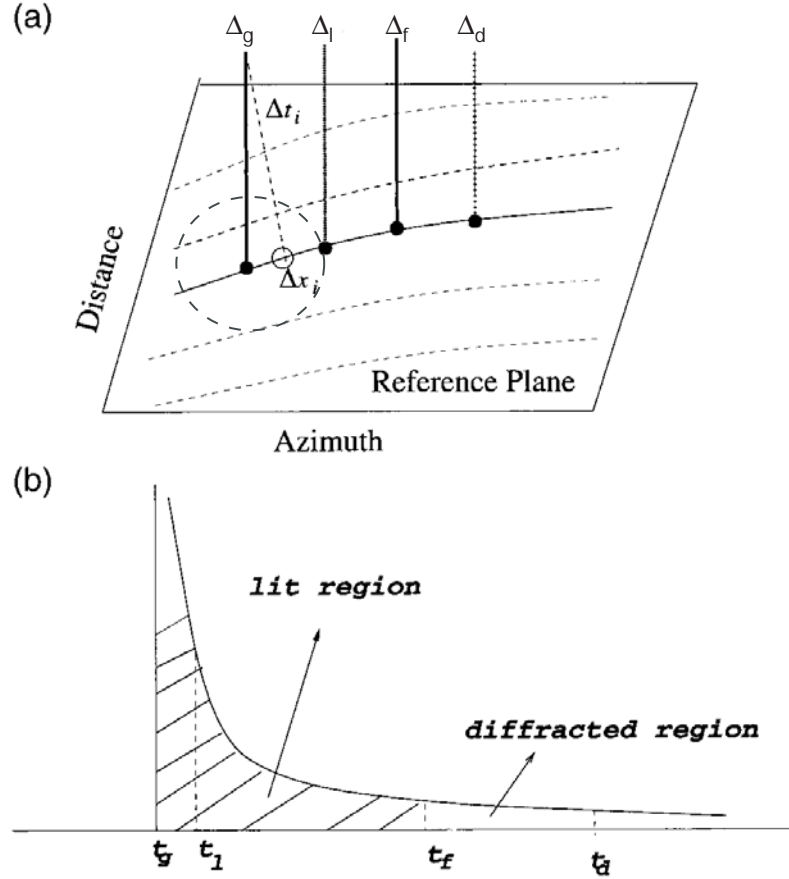 (a)
Δg Δl Δf Δd
Δti
Δxi
Distance
Reference Plane
Azimuth
(b)
lit region
diffracted region
tg tl tf td